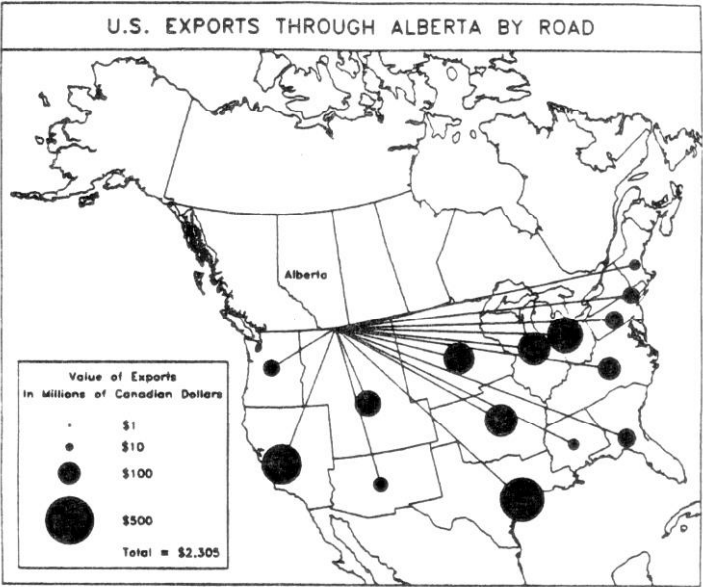 U.S. EXPORTS THROUGH ALBERTA BY ROAD
Alberta
Value of Exports
In Millions of Canadian Dollars
$1
$10
$100
$500
Total = $2.305